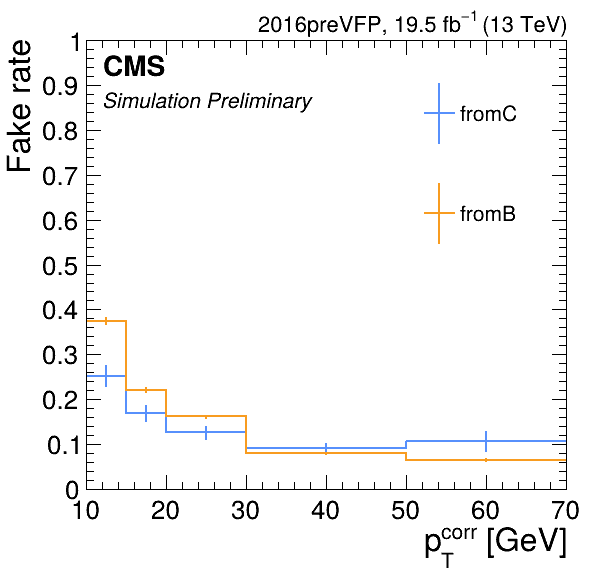 2016preVFP, 19.5 fb⁻¹ (13 TeV)
CMS
Simulation Preliminary
fromC
fromB
Fake rate
1
0.9
0.8
0.7
0.6
0.5
0.4
0.3
0.2
0.1
0
10 20 30 40 50 60 70
p_T^corr [GeV]